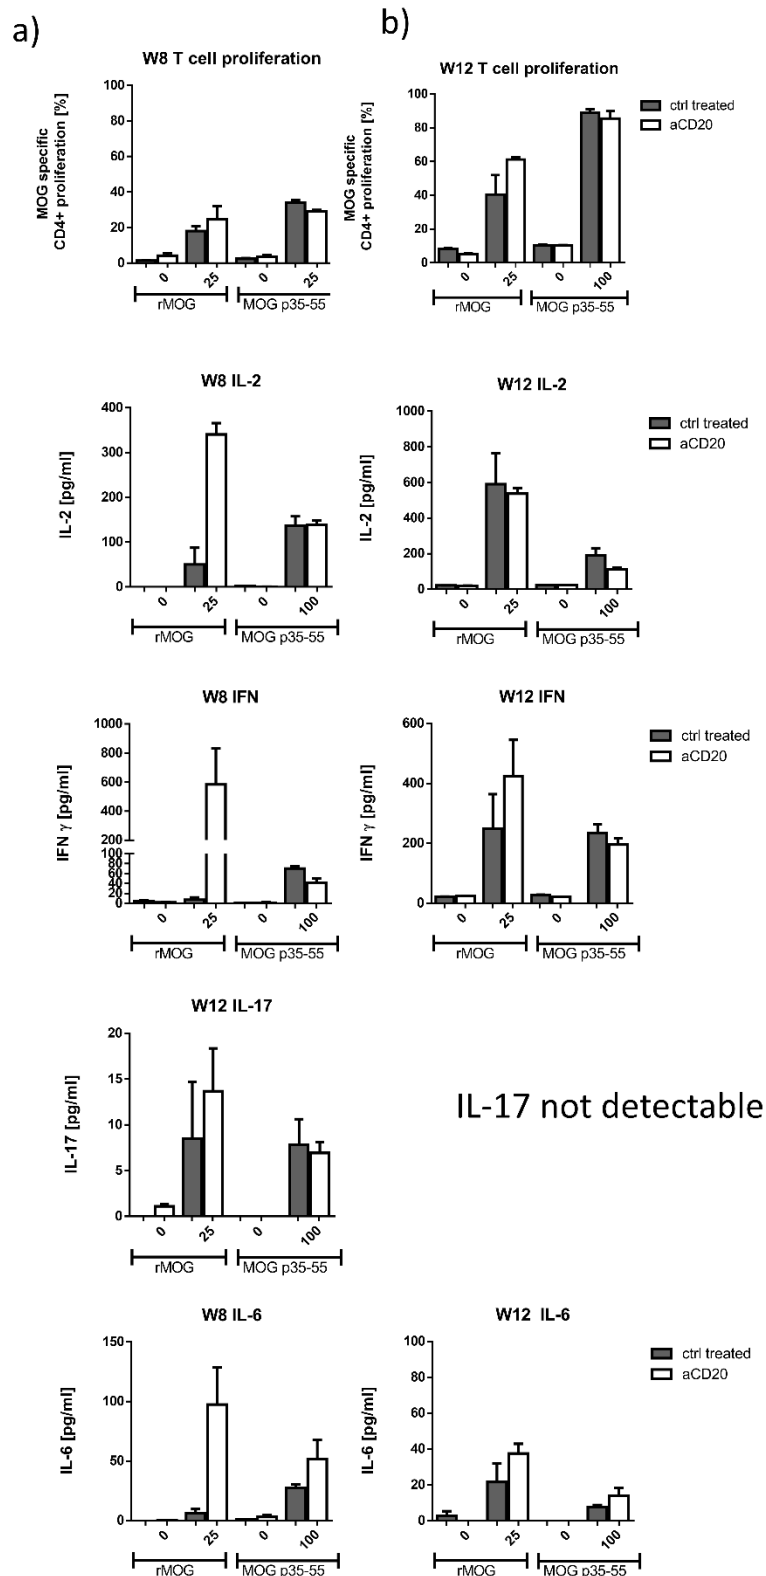 a)
W8 T cell proliferation
MOG specific
CD4+ proliferation [%]
100
80
60
40
20
0
0
25
0
25
rMOG
MOG p35-55
b)
W12 T cell proliferation
MOG specific
CD4+ proliferation [%]
100
80
60
40
20
0
0
25
0
100
rMOG
MOG p35-55
ctrl treated
aCD20
W8 IL-2
IL-2 [pg/ml]
400
300
200
100
0
0
25
0
100
rMOG
MOG p35-55
W12 IL-2
IL-2 [pg/ml]
1000
800
600
400
200
0
0
25
0
100
rMOG
MOG p35-55
ctrl treated
aCD20
W8 IFN
IFN γ [pg/ml]
1000
800
600
400
200
100
80
60
40
20
0
0
25
0
100
rMOG
MOG p35-55
W12 IFN
IFN γ [pg/ml]
600
400
200
0
0
25
0
100
rMOG
MOG p35-55
ctrl treated
aCD20
W12 IL-17
IL-17 [pg/ml]
20
15
10
5
0
0
25
0
100
rMOG
MOG p35-55
IL-17 not detectable
W8 IL-6
IL-6 [pg/ml]
150
100
50
0
0
25
0
100
rMOG
MOG p35-55
W12 IL-6
IL-6 [pg/ml]
100
80
60
40
20
0
0
25
0
100
rMOG
MOG p35-55
ctrl treated
aCD20